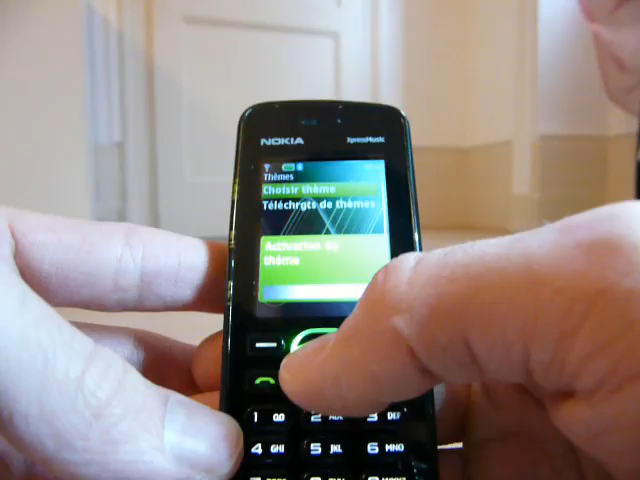 NOKIA XpressMusic
Thèmes
Choisir thème
Téléchrgts de thèmes
Activation du
thème
1
2 ABC
3 DEF
4 GHI
5 JKL
6 MNO